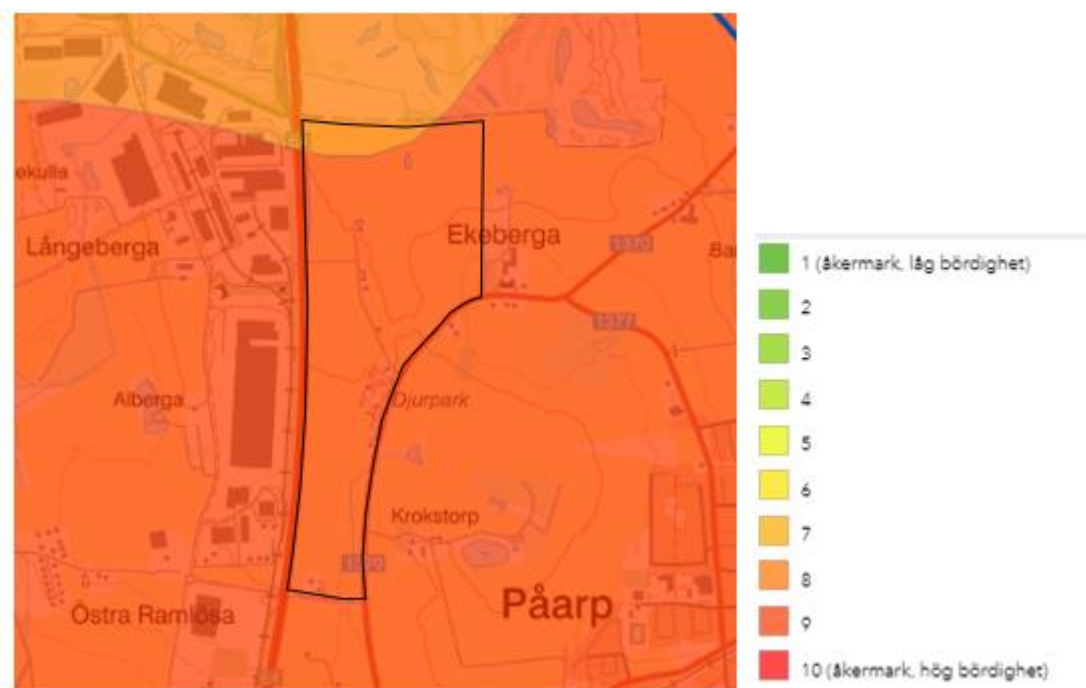 ekulla
Långeberga
Ekeberga
1370
Ba
1377
Alberga
Djurpark
Krokstorp
Östra Ramlösa
Påarp
1 (åkermark, låg bördighet)
2
3
4
5
6
7
8
9
10 (åkermark, hög bördighet)